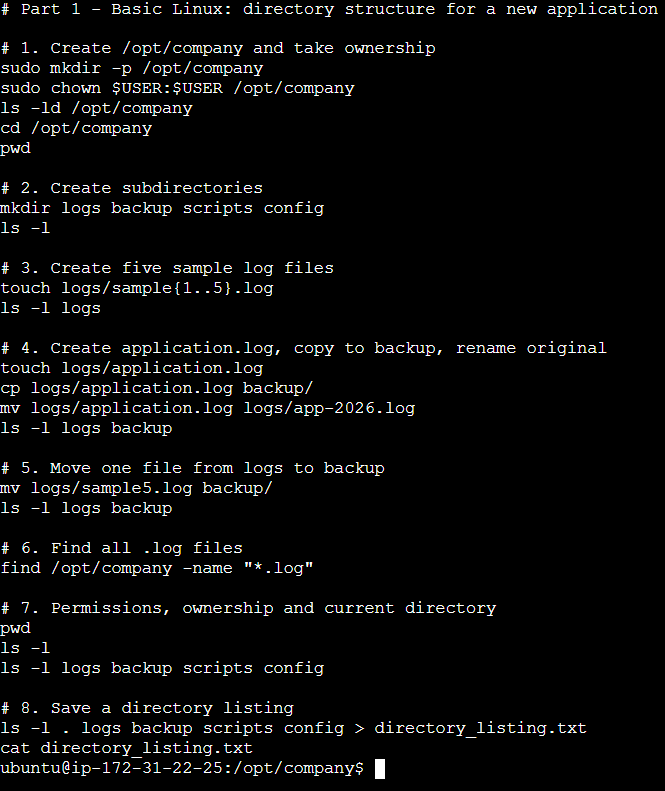 # Part 1 - Basic Linux: directory structure for a new application
# 1. Create /opt/company and take ownership
sudo mkdir -p /opt/company
sudo chown $USER:$USER /opt/company
ls -ld /opt/company
cd /opt/company
pwd
# 2. Create subdirectories
mkdir logs backup scripts config
ls -l
# 3. Create five sample log files
touch logs/sample{1..5}.log
ls -l logs
# 4. Create application.log, copy to backup, rename original
touch logs/application.log
cp logs/application.log backup/
mv logs/application.log logs/app-2026.log
ls -l logs backup
# 5. Move one file from logs to backup
mv logs/sample5.log backup/
ls -l logs backup
# 6. Find all .log files
find /opt/company -name "*.log"
# 7. Permissions, ownership and current directory
pwd
ls -l
ls -l logs backup scripts config
# 8. Save a directory listing
ls -l . logs backup scripts config > directory_listing.txt
cat directory_listing.txt
ubuntu@ip-172-31-22-25:/opt/company$